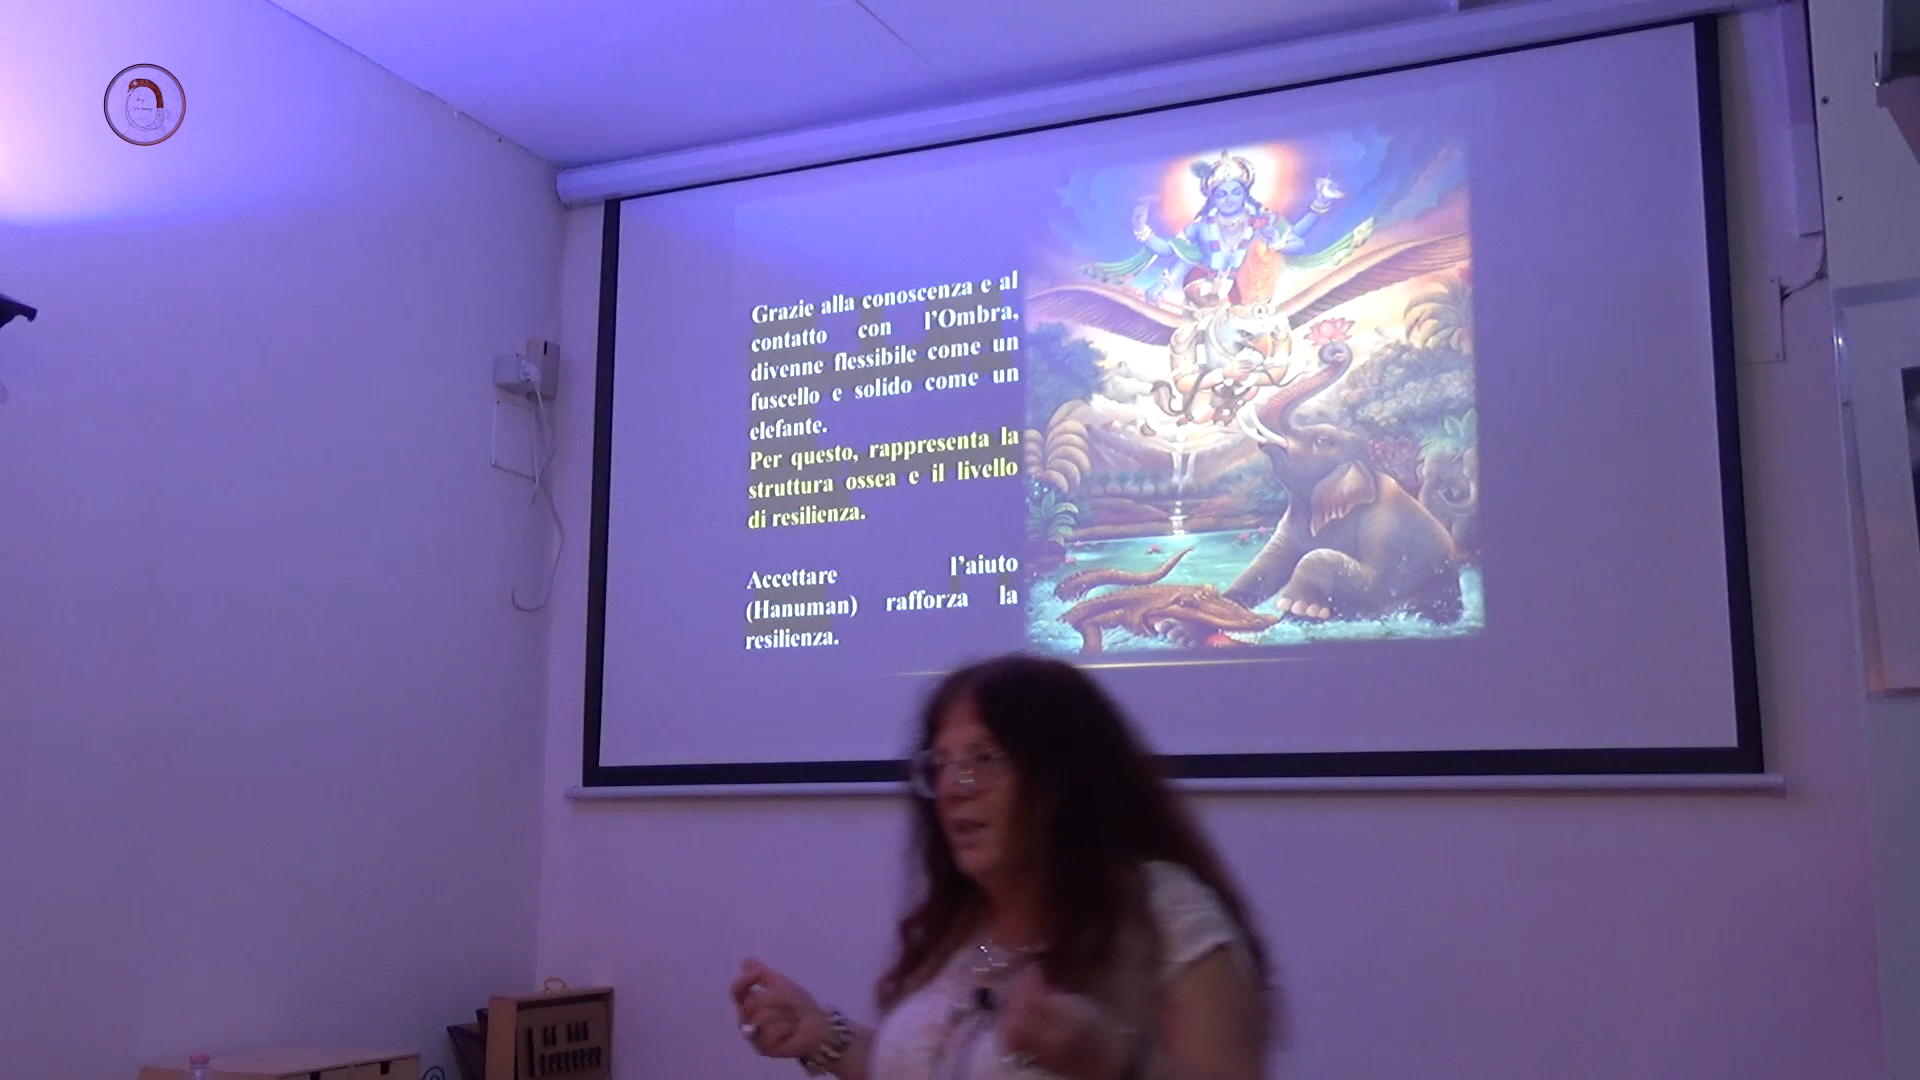 Grazie alla conoscenza e al
contatto con l'Ombra,
divenne flessibile come un
fuscello e solido come un
elefante.
Per questo, rappresenta la
struttura ossea e il livello
di resilienza.
Accettare l'aiuto
(Hanuman) rafforza la
resilienza.